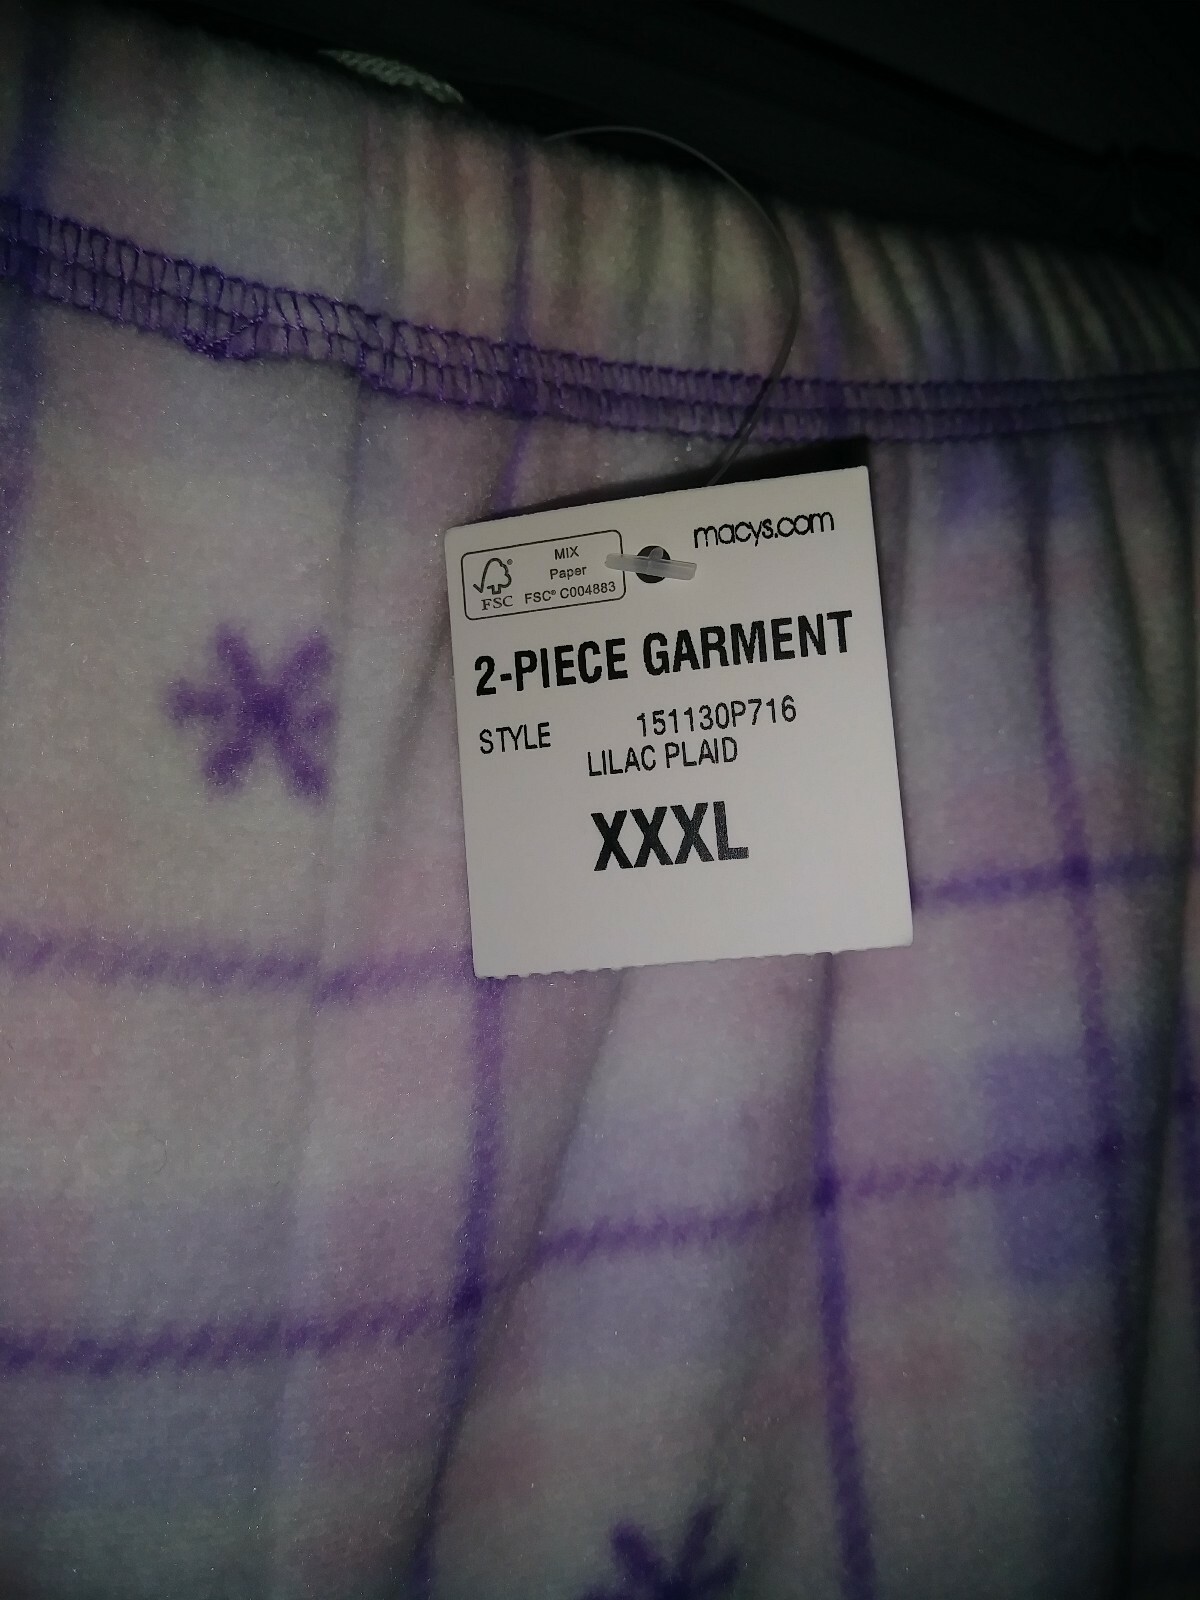 macys.com
MIX
Paper
FSC® C004883
FSC
2-PIECE GARMENT
STYLE 151130P716
LILAC PLAID
XXXL